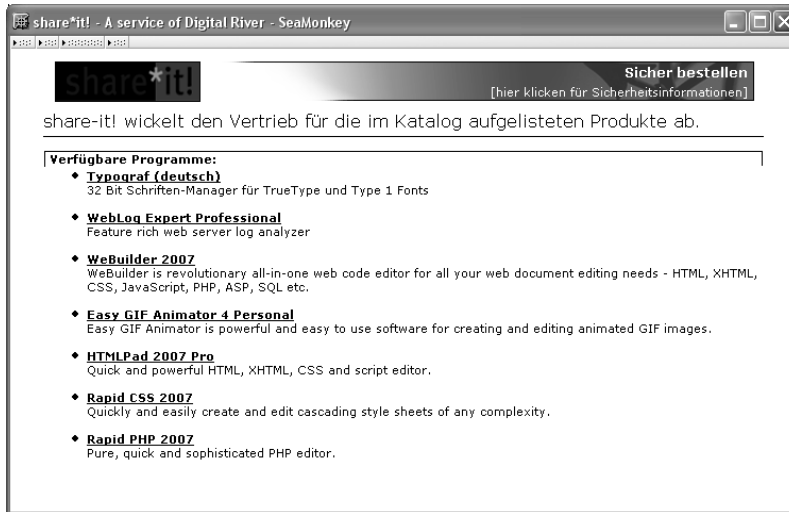 share*it! - A service of Digital River - SeaMonkey
share*it!
Sicher bestellen
[hier klicken für Sicherheitsinformationen]
share-it! wickelt den Vertrieb für die im Katalog aufgelisteten Produkte ab.
Verfügbare Programme:
Typograf (deutsch)
32 Bit Schriften-Manager für TrueType und Type 1 Fonts
WebLog Expert Professional
Feature rich web server log analyzer
WeBuilder 2007
WeBuilder is revolutionary all-in-one web code editor for all your web document editing needs - HTML, XHTML,
CSS, JavaScript, PHP, ASP, SQL etc.
Easy GIF Animator 4 Personal
Easy GIF Animator is powerful and easy to use software for creating and editing animated GIF images.
HTMLPad 2007 Pro
Quick and powerful HTML, XHTML, CSS and script editor.
Rapid CSS 2007
Quickly and easily create and edit cascading style sheets of any complexity.
Rapid PHP 2007
Pure, quick and sophisticated PHP editor.